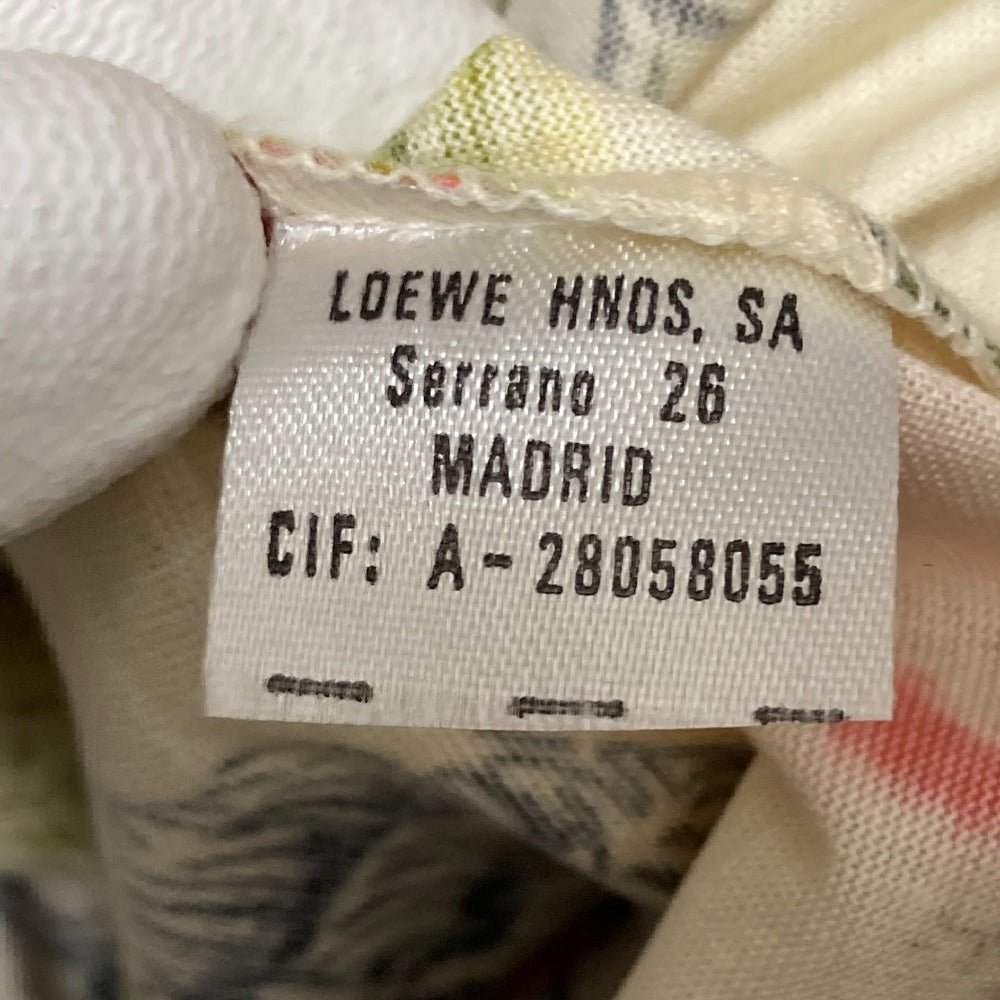 LOEWE HNOS, SA
Serrano 26
MADRID
CIF: A-28058055